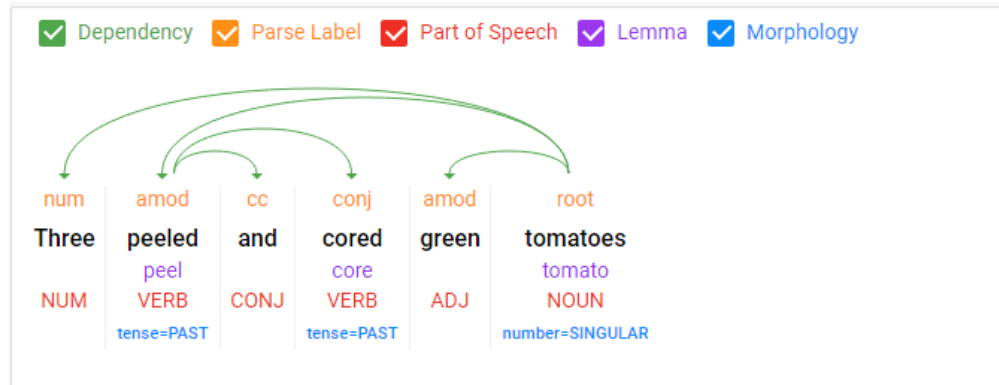 Dependency Parse Label Part of Speech Lemma Morphology
num amod cc conj amod root
Three peeled and cored green tomatoes
peel core tomato
NUM VERB CONJ VERB ADJ NOUN
tense=PAST tense=PAST number=SINGULAR